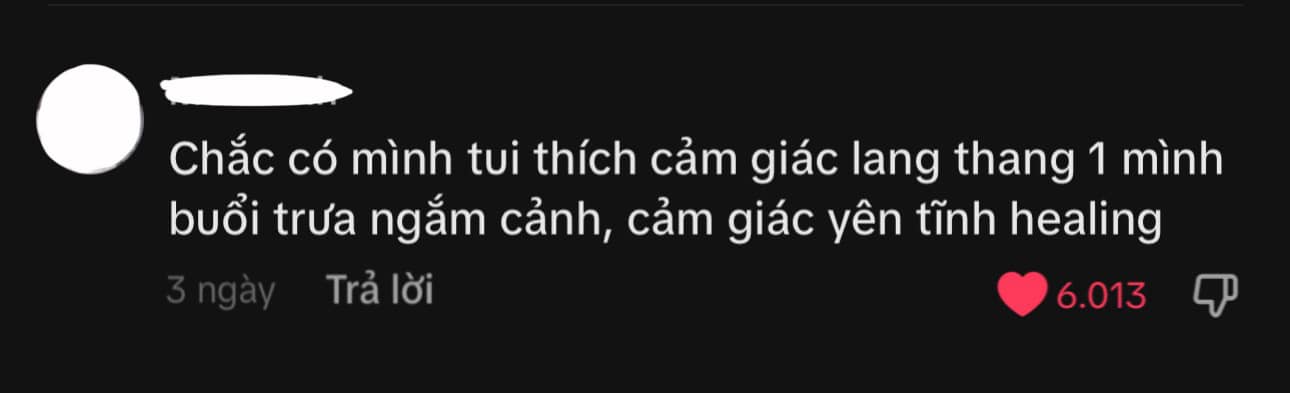 Chắc có mình tui thích cảm giác lang thang 1 mình
buổi trưa ngắm cảnh, cảm giác yên tĩnh healing
3 ngày Trả lời 6.013